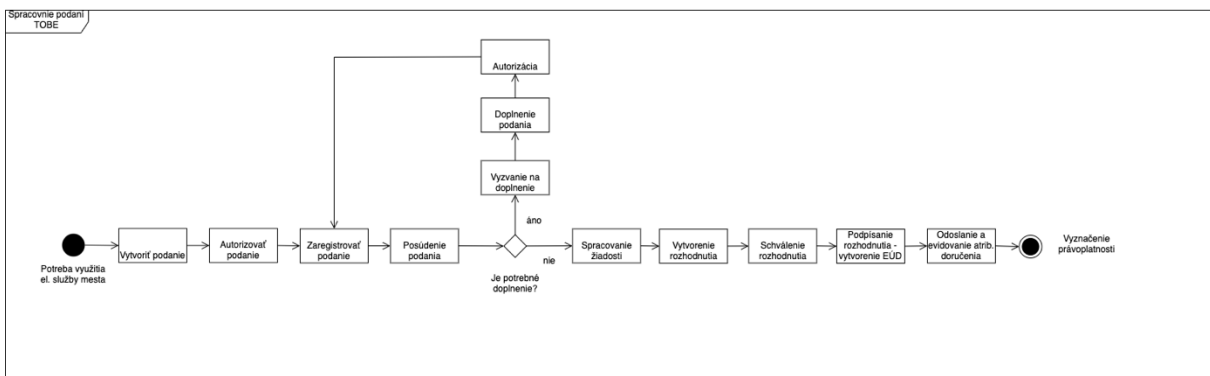 Spracovnie podaní
TOBE
Autorizácia
Doplnenie
podania
Vyzvanie na
doplnenie
áno
Vytvoriť podanie
Autorizovať
podanie
Zaregistrovať
podanie
Posúdenie
podania
nie
Spracovanie
žiadosti
Vytvorenie
rozhodnutia
Schválenie
rozhodnutia
Podpísanie
rozhodnutia -
vytvorenie EÚD
Odoslanie a
evidovanie atrib.
doručenia
Vyznačenie
právoplatnosti
Potreba využitia
el. služby mesta
Je potrebné
doplnenie?